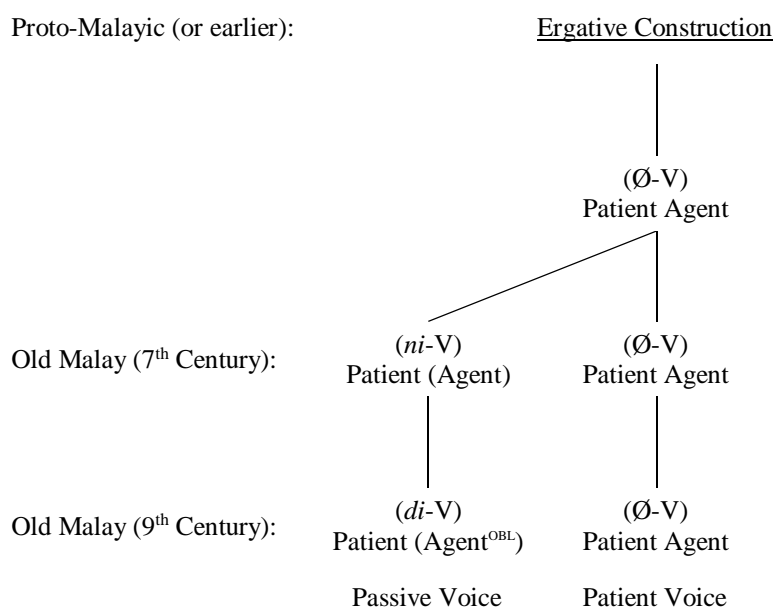 Proto-Malayic (or earlier): Ergative Construction
(Ø-V)
Patient Agent
Old Malay (7th Century): (ni-V) (Ø-V)
Patient (Agent) Patient Agent
Old Malay (9th Century): (di-V) (Ø-V)
Patient (AgentOBL) Patient Agent
Passive Voice Patient Voice